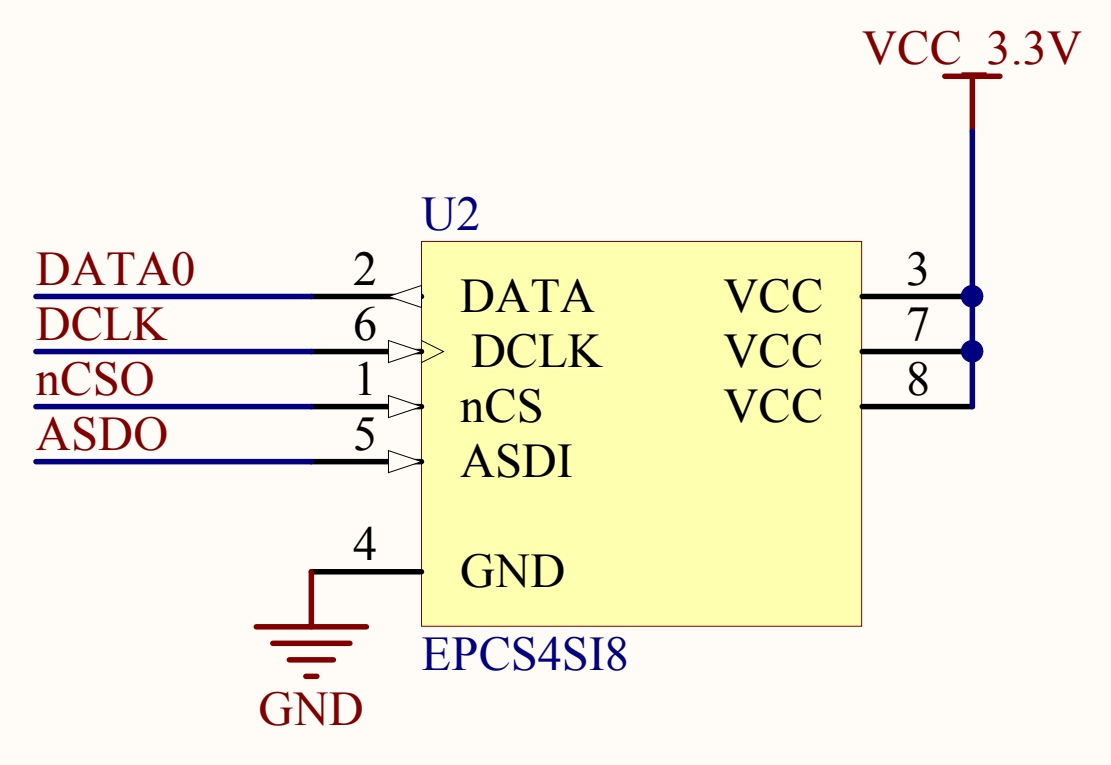 VCC_3.3V
U2
DATA0 2 DATA VCC 3
DCLK 6 DCLK VCC 7
nCSO 1 nCS VCC 8
ASDO 5 ASDI
4 GND
EPCS4SI8
GND